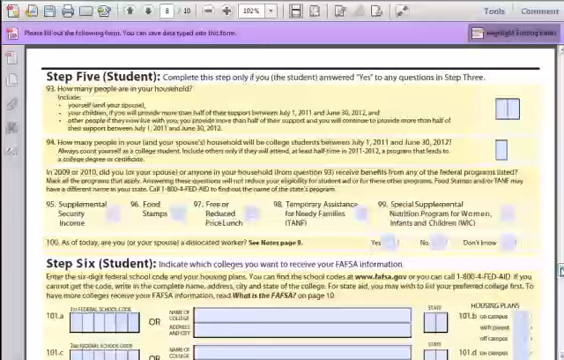 8 / 10
102%
Tools
Comment
Please fill out the following form. You can save data typed into this form.
Highlight Existing Fields
Step Five (Student): Complete this step only if you (the student) answered "Yes" to any questions in Step Three.
93. How many people are in your household?
Include:
• yourself (and your spouse),
• your children, if you will provide more than half of their support between July 1, 2011 and June 30, 2012, and
• other people if they now live with you, you provide more than half of their support and you will continue to provide more than half of
their support between July 1, 2011 and June 30, 2012.
94. How many people in your (and your spouse's) household will be college students between July 1, 2011 and June 30, 2012?
Always count yourself as a college student. Include others only if they will attend, at least half-time in 2011-2012, a program that leads to
a college degree or certificate.
In 2009 or 2010, did you (or your spouse) or anyone in your household (from question 93) receive benefits from any of the federal programs listed?
Mark all the programs that apply. Answering these questions will not reduce your eligibility for student aid or for these other programs. Food Stamps and/or TANF may
have a different name in your state. Call 1-800-4-FED-AID to find out the name of the state's program.
95. Supplemental Security Income
96. Food Stamps
97. Free or Reduced Price Lunch
98. Temporary Assistance for Needy Families
99. Special Supplemental Nutrition Program for Women, Infants and Children (WIC)
100. As of today, are you (or your spouse) a dislocated worker? See Notes page 9.
Yes
No
Don't know
Step Six (Student): Indicate which colleges you want to receive your FAFSA information.
Enter the six-digit federal school code and your housing plans. You can find the school codes at www.fafsa.gov or you can call 1-800-4-FED-AID. If you
cannot get the code, write in the complete name, address, city and state of the college. For state aid, you may wish to list your preferred college first. To
have more colleges receive your FAFSA information, read What is the FAFSA? on page 10.
HOUSING PLANS
101.a
1ST FEDERAL SCHOOL CODE
OR
NAME OF COLLEGE
ADDRESS AND CITY
STATE
101.b
on campus
with parent
off campus
101.c
2ND FEDERAL SCHOOL CODE
OR
NAME OF COLLEGE
STATE
101.d
on campus